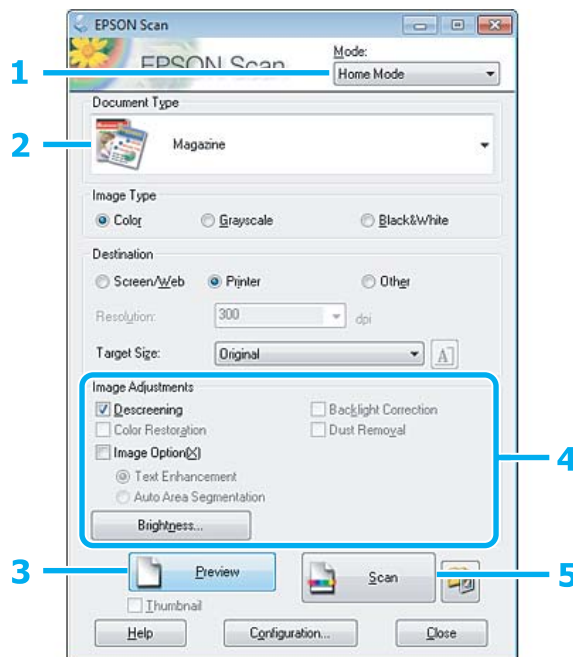 EPSON Scan
EPSON Scan
Mode:
1
Home Mode
Document Type
2
Magazine
Image Type
Color Grayscale Black&White
Destination
Screen/Web Printer Other
Resolution: 300 dpi
Target Size: Original A
Image Adjustments
Descreening Backlight Correction
Color Restoration Dust Removal
Image Option(X)
4
Text Enhancement
Auto Area Segmentation
Brightness...
3 Preview Scan 5
Thumbnail
Help Configuration... Close